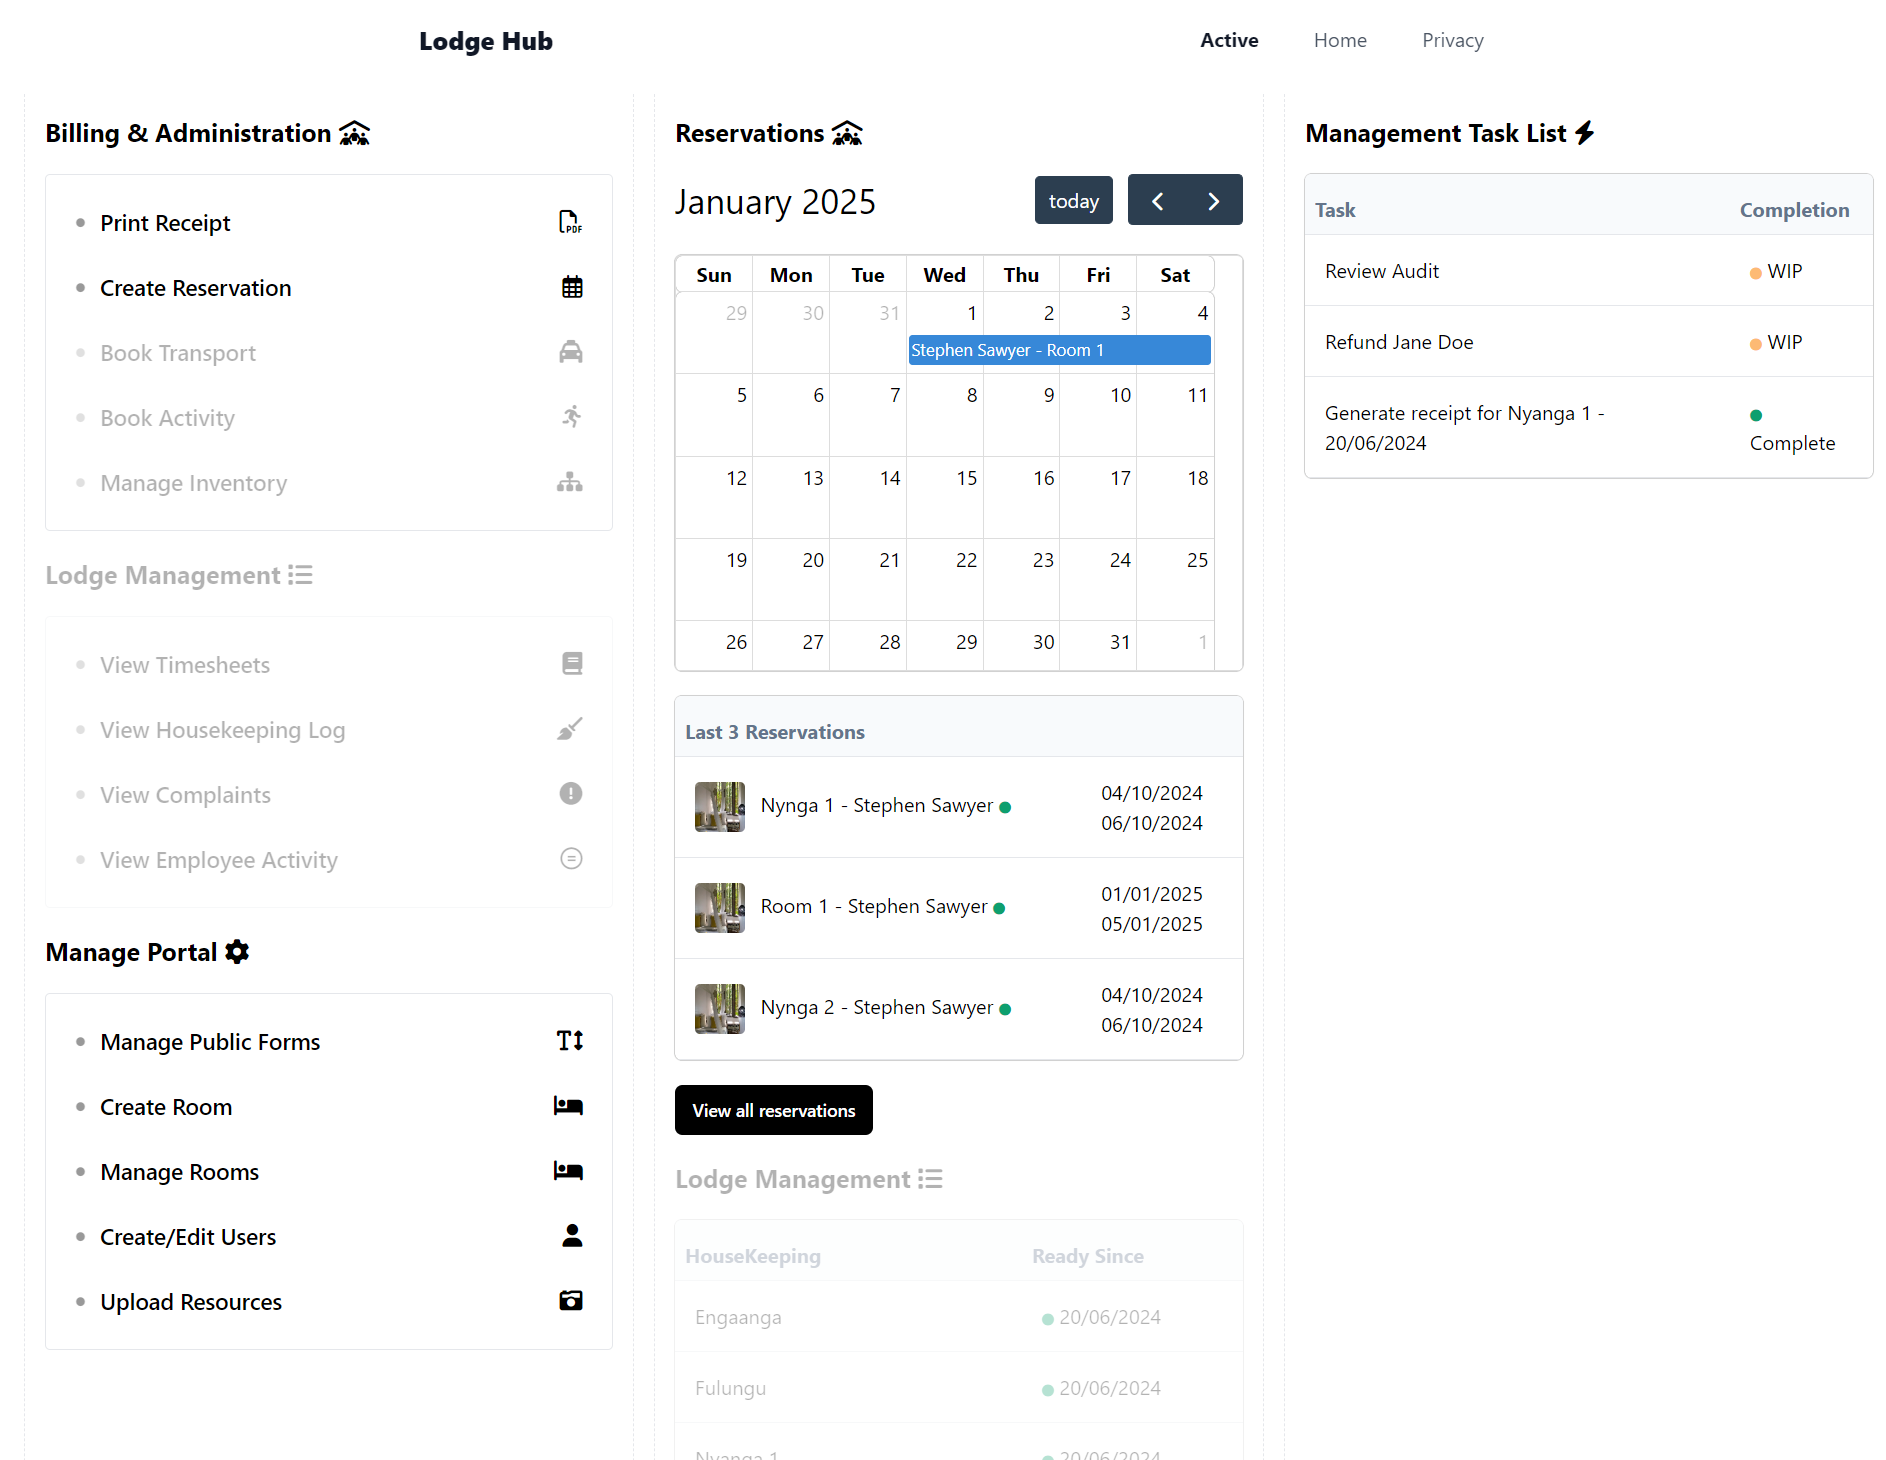 Lodge Hub
Active
Home
Privacy
Billing & Administration
Print Receipt
PDF
Create Reservation
Book Transport
Book Activity
Manage Inventory
Lodge Management
View Timesheets
View Housekeeping Log
View Complaints
View Employee Activity
Manage Portal
Manage Public Forms
Create Room
Manage Rooms
Create/Edit Users
Upload Resources
Reservations
January 2025
today
Sun Mon Tue Wed Thu Fri Sat
29 30 31 1 2 3 4
Stephen Sawyer - Room 1
5 6 7 8 9 10 11
12 13 14 15 16 17 18
19 20 21 22 23 24 25
26 27 28 29 30 31 1
Last 3 Reservations
Nynga 1 - Stephen Sawyer
04/10/2024
06/10/2024
Room 1 - Stephen Sawyer
01/01/2025
05/01/2025
Nynga 2 - Stephen Sawyer
04/10/2024
06/10/2024
View all reservations
Lodge Management
HouseKeeping Ready Since
Engaanga 20/06/2024
Fulungu 20/06/2024
Nyanga 1 20/06/2024
Management Task List
Task Completion
Review Audit WIP
Refund Jane Doe WIP
Generate receipt for Nyanga 1 -
20/06/2024
Complete